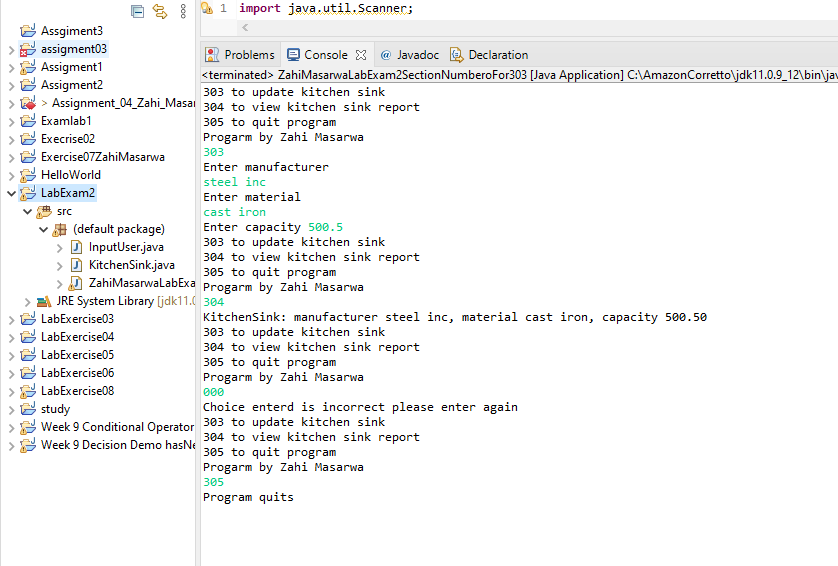 Assgiment3
assigment03
Assigment1
Assigment2
> Assignment_04_Zahi_Masar
Examlab1
Execrise02
Exercise07ZahiMasarwa
HelloWorld
LabExam2
src
(default package)
InputUser.java
KitchenSink.java
ZahiMasarwaLabExa
JRE System Library [jdk11.0
LabExercise03
LabExercise04
LabExercise05
LabExercise06
LabExercise08
study
Week 9 Conditional Operator
Week 9 Decision Demo hasNe
1 import java.util.Scanner;
Problems Console @ Javadoc Declaration
<terminated> ZahiMasarwaLabExam2SectionNumberoFor303 [Java Application] C:\AmazonCorretto\jdk11.0.9_12\bin\jav
303 to update kitchen sink
304 to view kitchen sink report
305 to quit program
Progarm by Zahi Masarwa
303
Enter manufacturer
steel inc
Enter material
cast iron
Enter capacity 500.5
303 to update kitchen sink
304 to view kitchen sink report
305 to quit program
Progarm by Zahi Masarwa
304
KitchenSink: manufacturer steel inc, material cast iron, capacity 500.50
303 to update kitchen sink
304 to view kitchen sink report
305 to quit program
Progarm by Zahi Masarwa
000
Choice enterd is incorrect please enter again
303 to update kitchen sink
304 to view kitchen sink report
305 to quit program
Progarm by Zahi Masarwa
305
Program quits